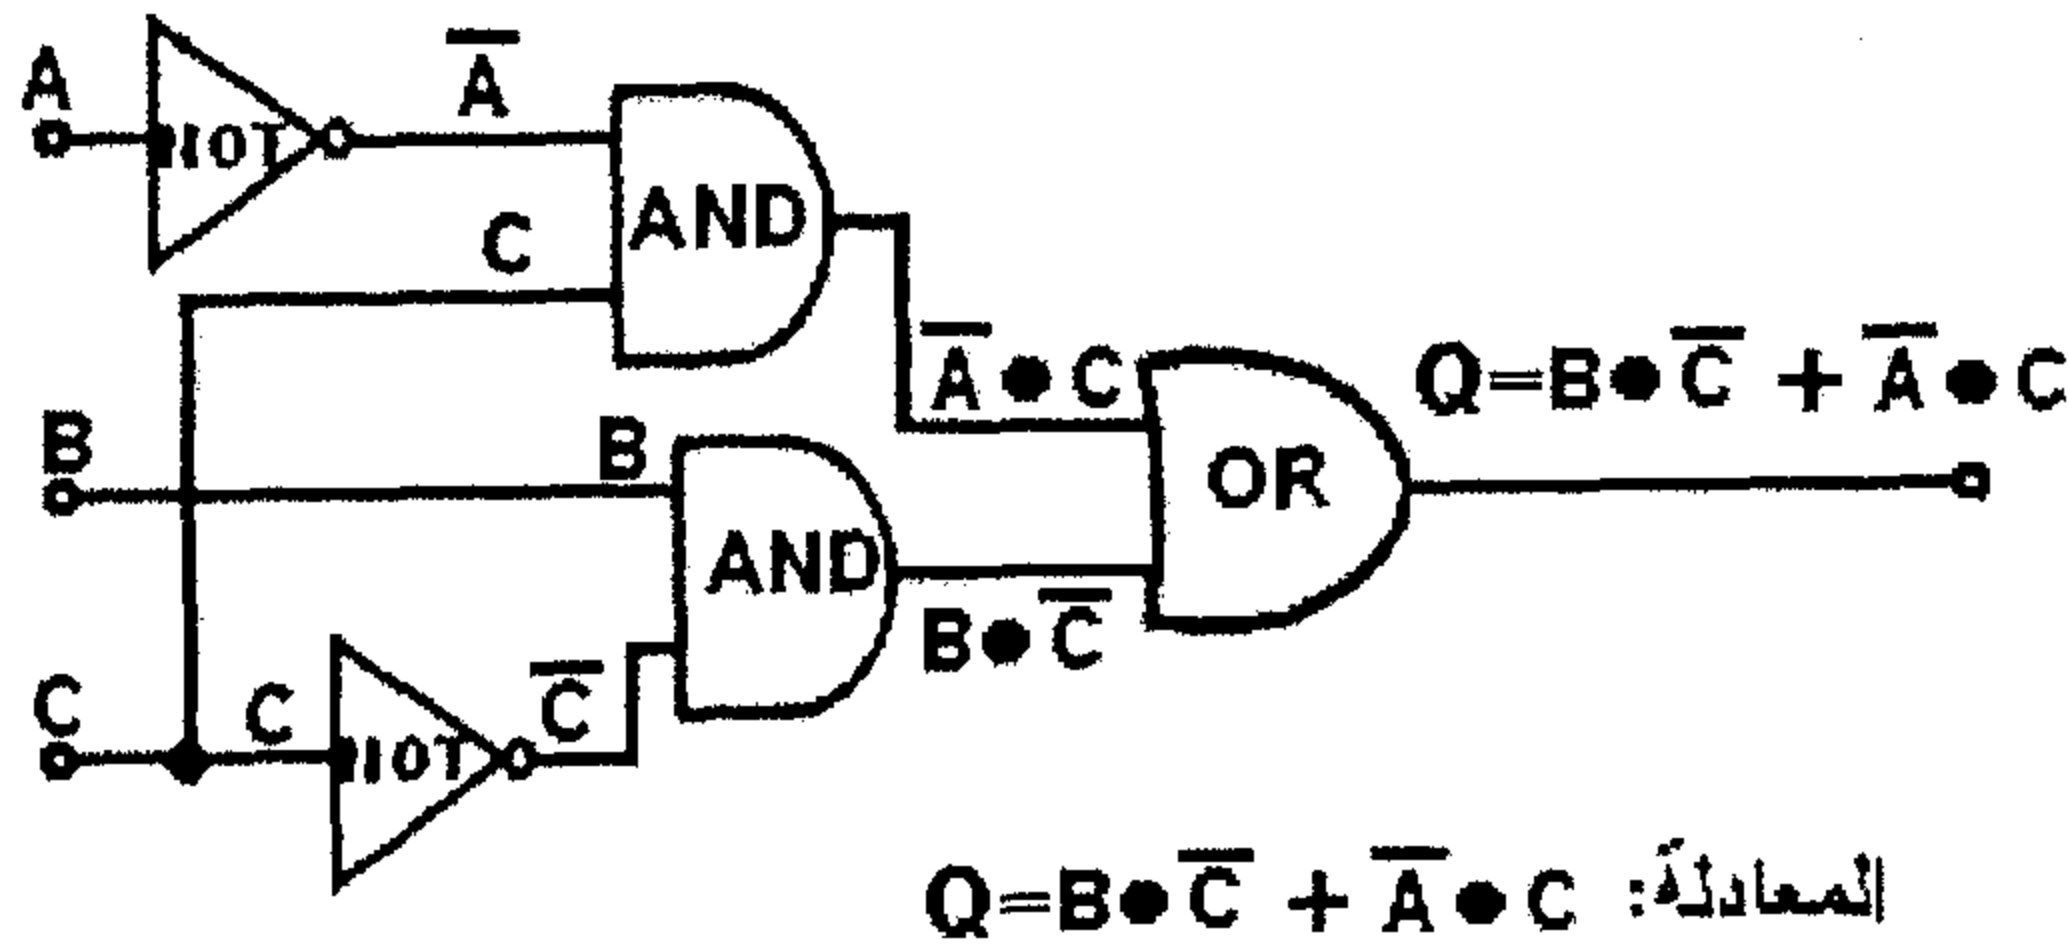 A
NOT
A̅
C
AND
A̅•C
Q=B•C̅ + A̅•C
B
B
AND
B•C̅
OR
C
C
NOT
C̅
المعادلة: Q=B•C̅ + A̅•C